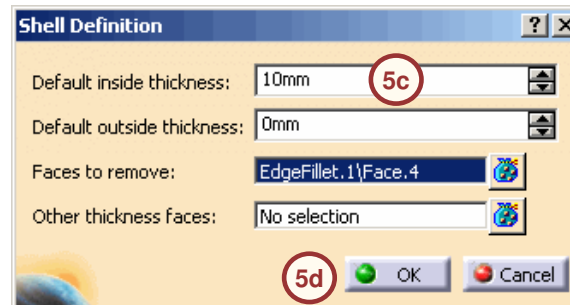 Shell Definition ? X
Default inside thickness: 10mm 5c
Default outside thickness: 0mm
Faces to remove: EdgeFillet.1\Face.4
Other thickness faces: No selection
5d OK Cancel